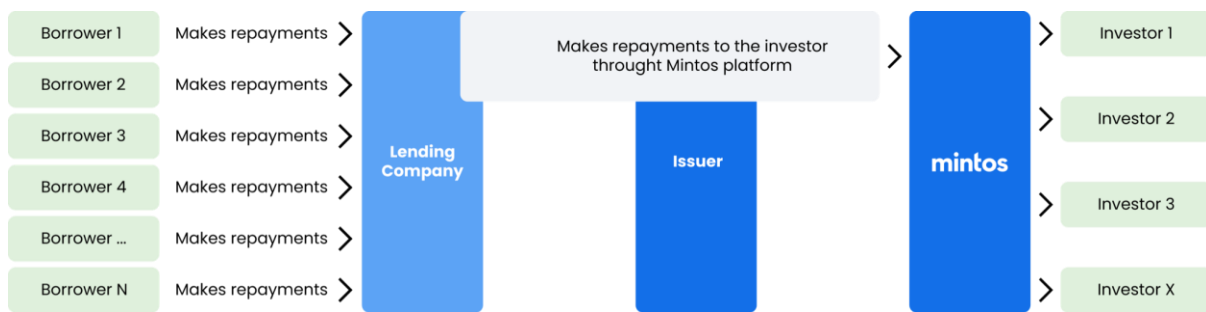 Borrower 1 Makes repayments
Borrower 2 Makes repayments
Borrower 3 Makes repayments
Borrower 4 Makes repayments
Borrower ... Makes repayments
Borrower N Makes repayments
Lending
Company
Makes repayments to the investor
throught Mintos platform
Issuer
mintos
Investor 1
Investor 2
Investor 3
Investor X